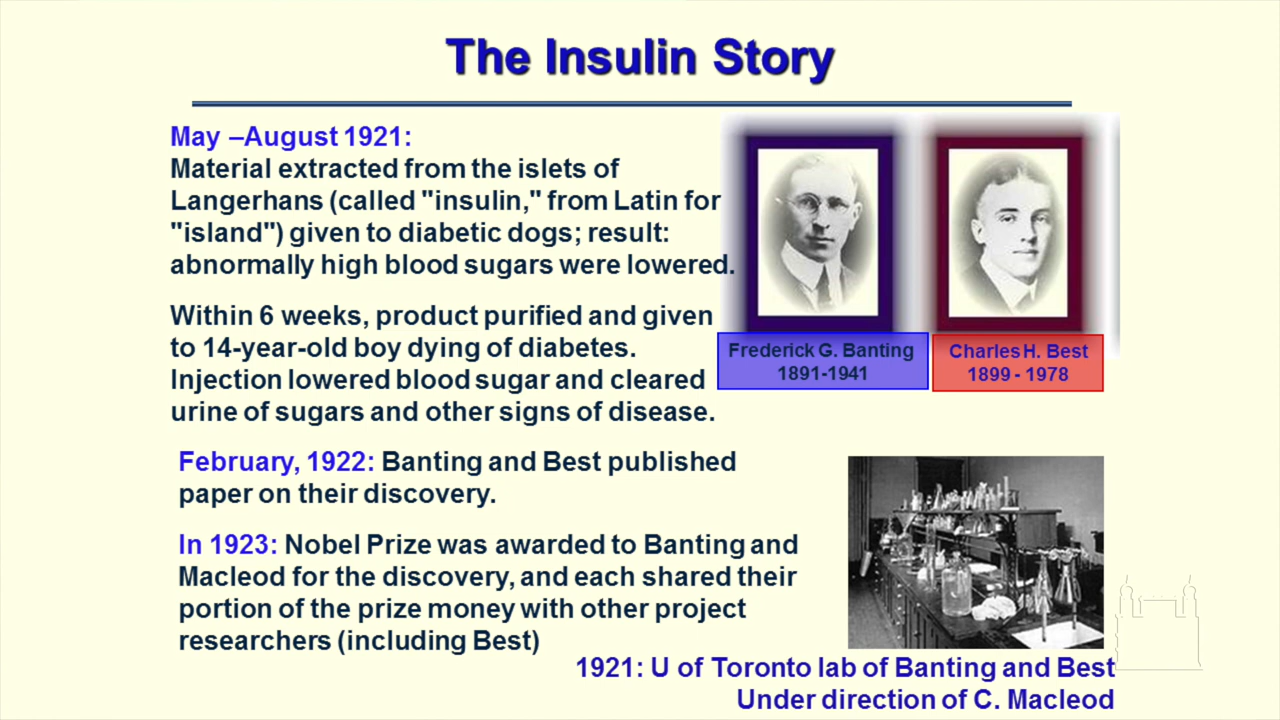 The Insulin Story
May –August 1921:
Material extracted from the islets of
Langerhans (called "insulin," from Latin for
"island") given to diabetic dogs; result:
abnormally high blood sugars were lowered.
Within 6 weeks, product purified and given
to 14-year-old boy dying of diabetes.
Injection lowered blood sugar and cleared
urine of sugars and other signs of disease.
Frederick G. Banting
1891-1941
Charles H. Best
1899 - 1978
February, 1922: Banting and Best published
paper on their discovery.
In 1923: Nobel Prize was awarded to Banting and
Macleod for the discovery, and each shared their
portion of the prize money with other project
researchers (including Best)
1921: U of Toronto lab of Banting and Best
Under direction of C. Macleod